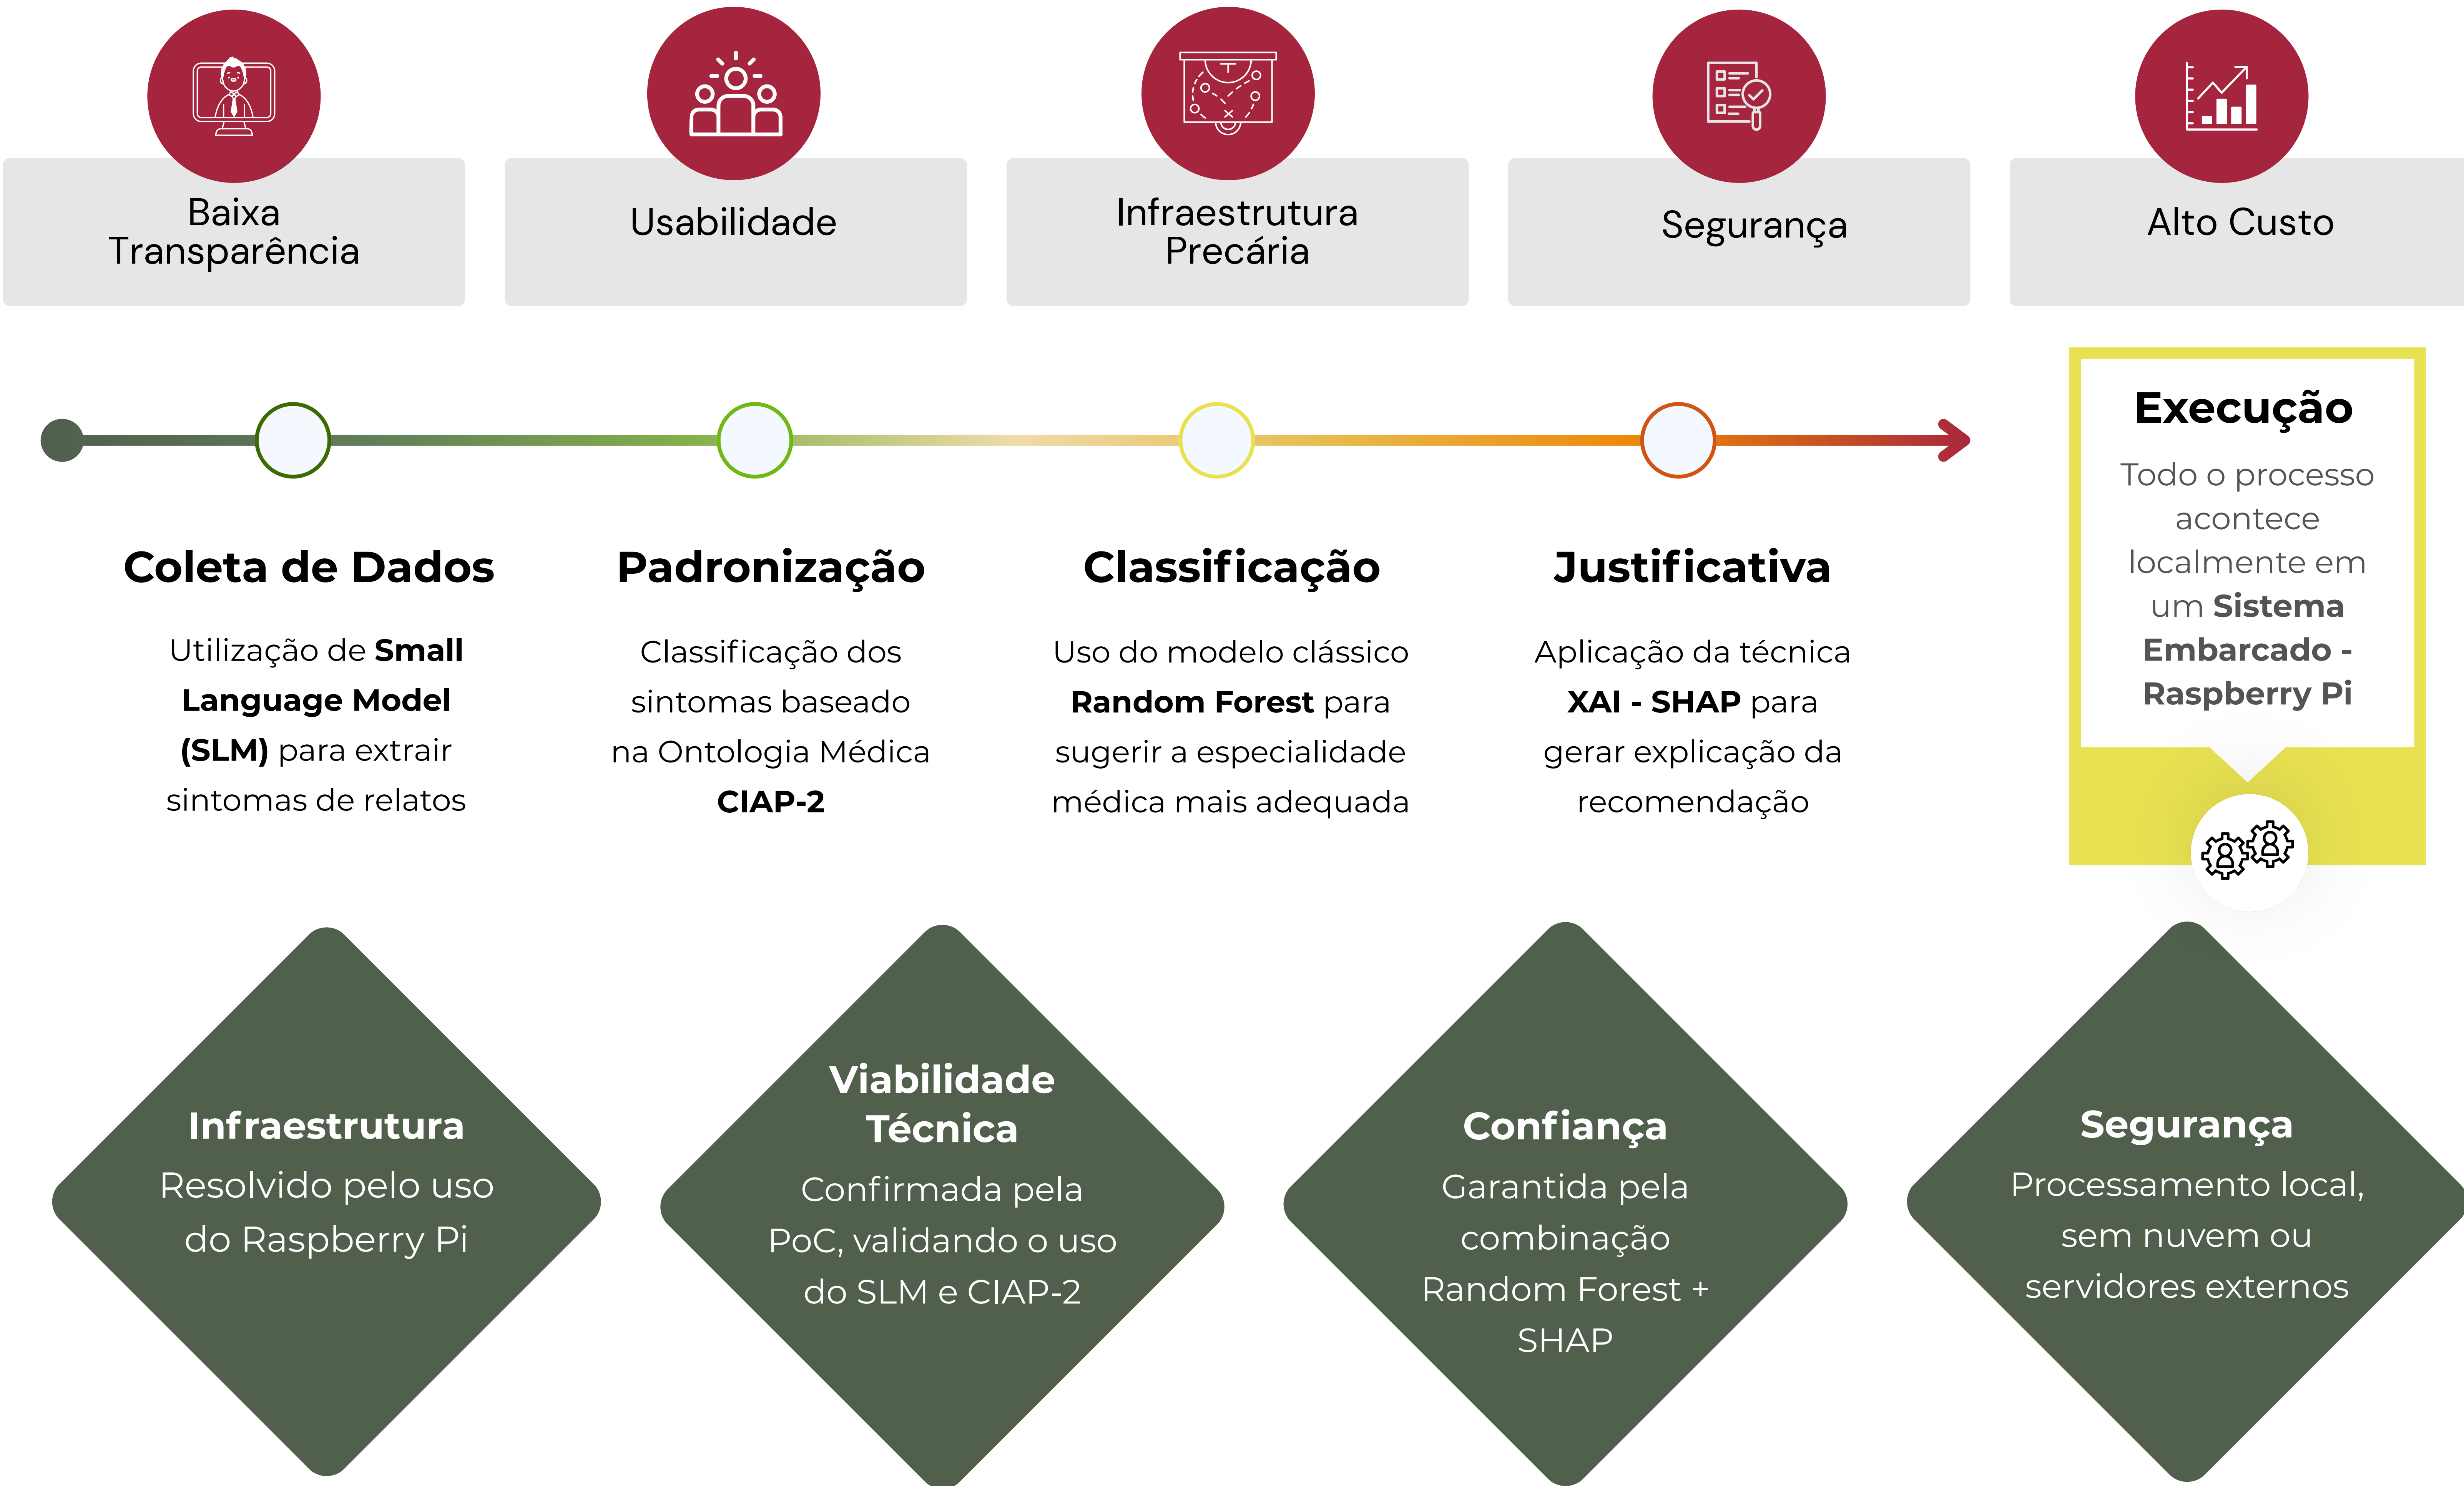 Baixa
Transparência
Usabilidade
Infraestrutura
Precária
Segurança
Alto Custo
Coleta de Dados
Utilização de Small
Language Model
(SLM) para extrair
sintomas de relatos
Padronização
Classificação dos
sintomas baseado
na Ontologia Médica
CIAP-2
Classificação
Uso do modelo clássico
Random Forest para
sugerir a especialidade
médica mais adequada
Justificativa
Aplicação da técnica
XAI - SHAP para
gerar explicação da
recomendação
Execução
Todo o processo
acontece
localmente em
um Sistema
Embarcado -
Raspberry Pi
Infraestrutura
Resolvido pelo uso
do Raspberry Pi
Viabilidade
Técnica
Confirmada pela
PoC, validando o uso
do SLM e CIAP-2
Confiança
Garantida pela
combinação
Random Forest +
SHAP
Segurança
Processamento local,
sem nuvem ou
servidores externos